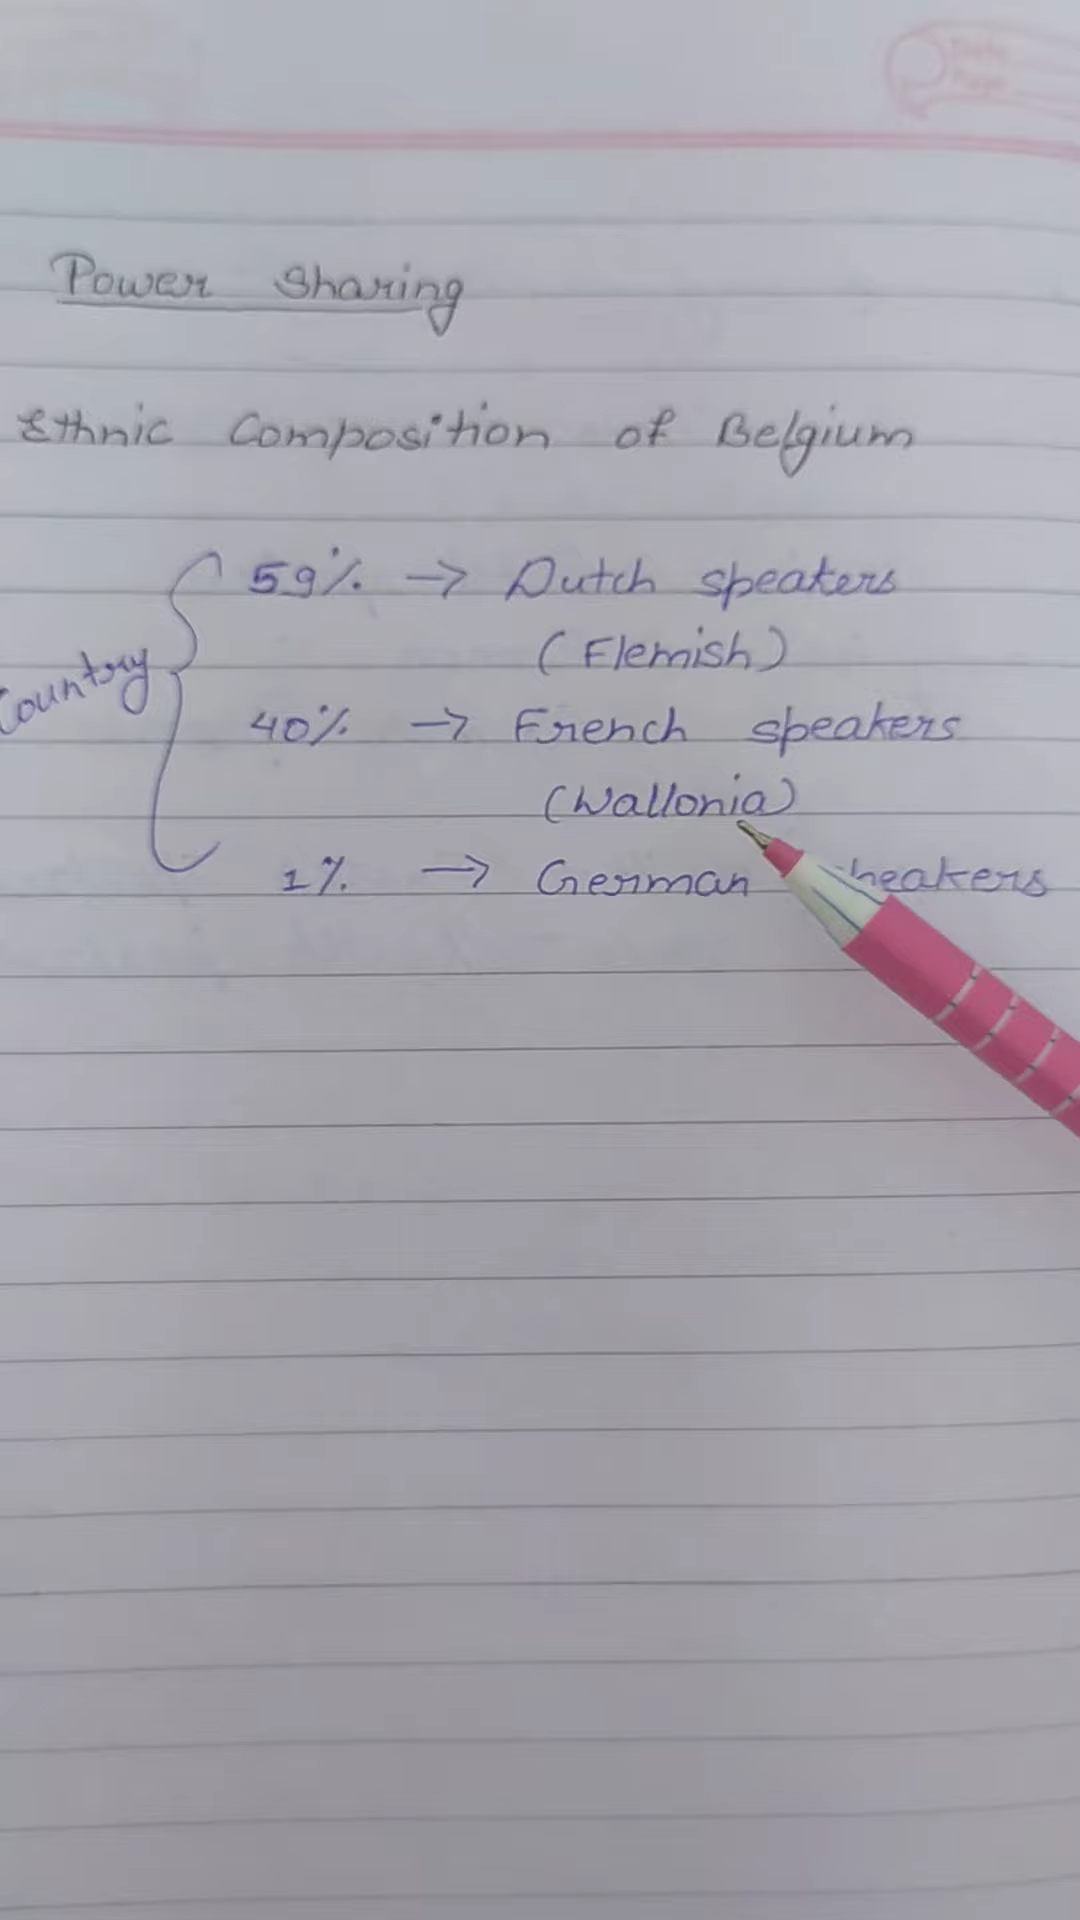 Power Sharing
Ethnic Composition of Belgium
59% → Dutch speakers
(Flemish)
Country
40% → French speakers
(Wallonia)
1% → German